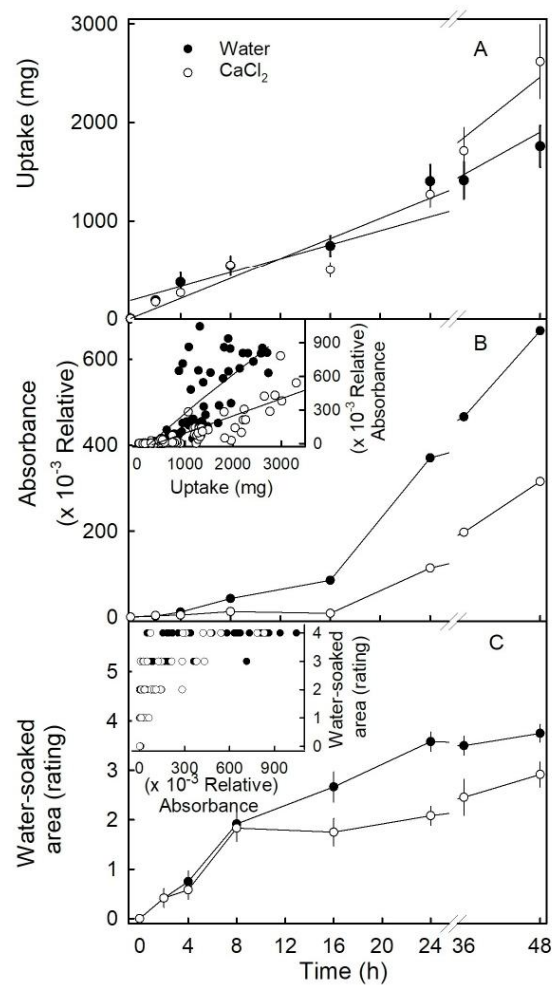 3000
2000
1000
0
Uptake (mg)
Water
CaCl₂
A
600
400
200
0
Absorbance
(x 10⁻³ Relative)
B
900
600
300
0
(x 10⁻³ Relative)
Absorbance
0 1000 2000 3000
Uptake (mg)
5
4
3
2
1
0
Water-soaked
area (rating)
C
4
3
2
1
0
Water-soaked
area (rating)
300 600 900
(x 10⁻³ Relative)
Absorbance
0 4 8 12 16 20 24 36 48
Time (h)